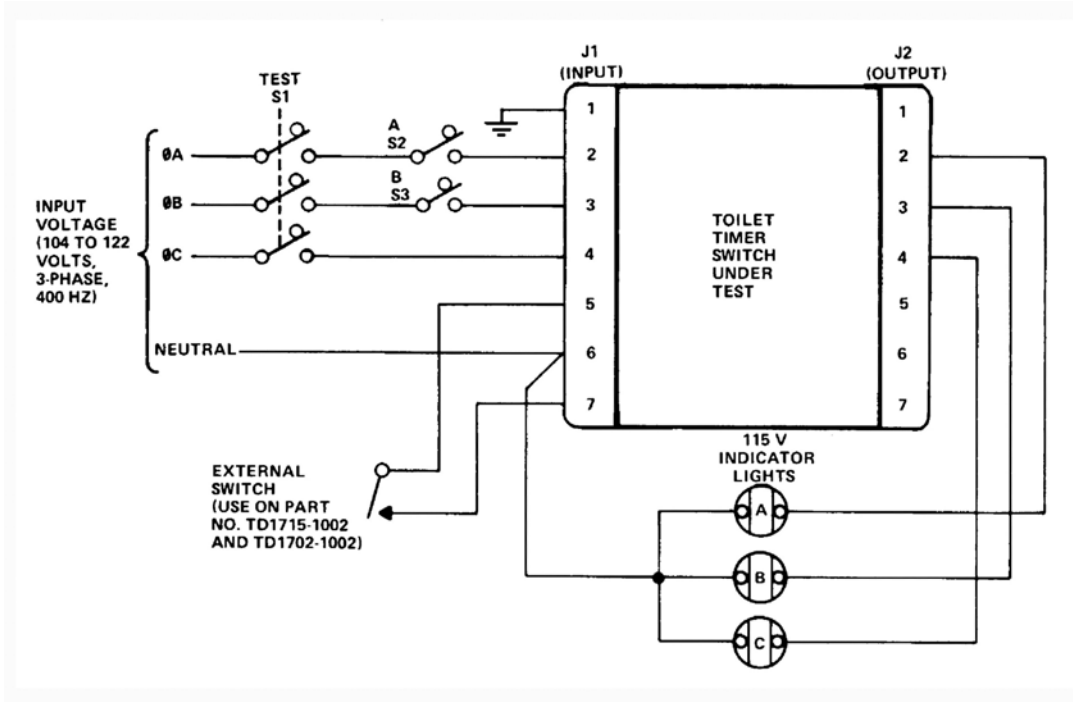 J1
(INPUT)
J2
(OUTPUT)
TEST
S1
A
S2
B
S3
ØA
ØB
ØC
INPUT
VOLTAGE
(104 TO 122
VOLTS,
3-PHASE,
400 HZ)
NEUTRAL
1
2
3
4
5
6
7
TOILET
TIMER
SWITCH
UNDER
TEST
1
2
3
4
5
6
7
EXTERNAL
SWITCH
(USE ON PART
NO. TD1715-1002
AND TD1702-1002)
115 V
INDICATOR
LIGHTS
A
B
C